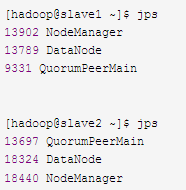 [hadoop@slave1 ~]$ jps
13902 NodeManager
13789 DataNode
9331 QuorumPeerMain
[hadoop@slave2 ~]$ jps
13697 QuorumPeerMain
18324 DataNode
18440 NodeManager